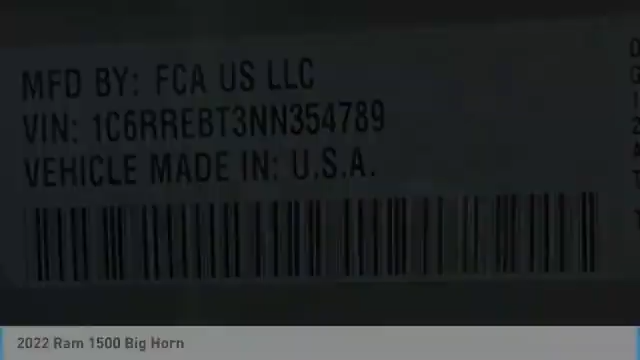 MFD BY: FCA US LLC
VIN: 1C6RREBT3NN354789
VEHICLE MADE IN: U.S.A.
2022 Ram 1500 Big Horn